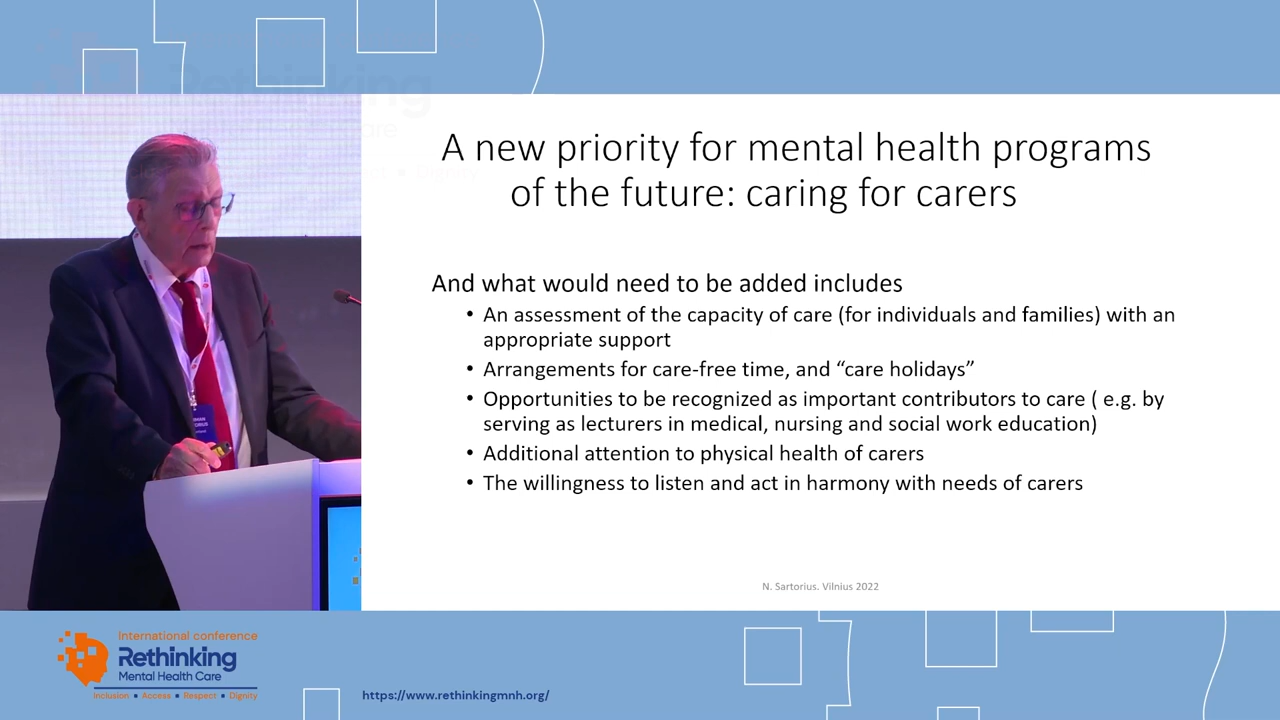 A new priority for mental health programs
of the future: caring for carers
And what would need to be added includes
• An assessment of the capacity of care (for individuals and families) with an
appropriate support
• Arrangements for care-free time, and “care holidays”
• Opportunities to be recognized as important contributors to care ( e.g. by
serving as lecturers in medical, nursing and social work education)
• Additional attention to physical health of carers
• The willingness to listen and act in harmony with needs of carers
N. Sartorius. Vilnius 2022
International conference
Rethinking
Mental Health Care
Inclusion ▪ Access ▪ Respect ▪ Dignity
https://www.rethinkingmnh.org/